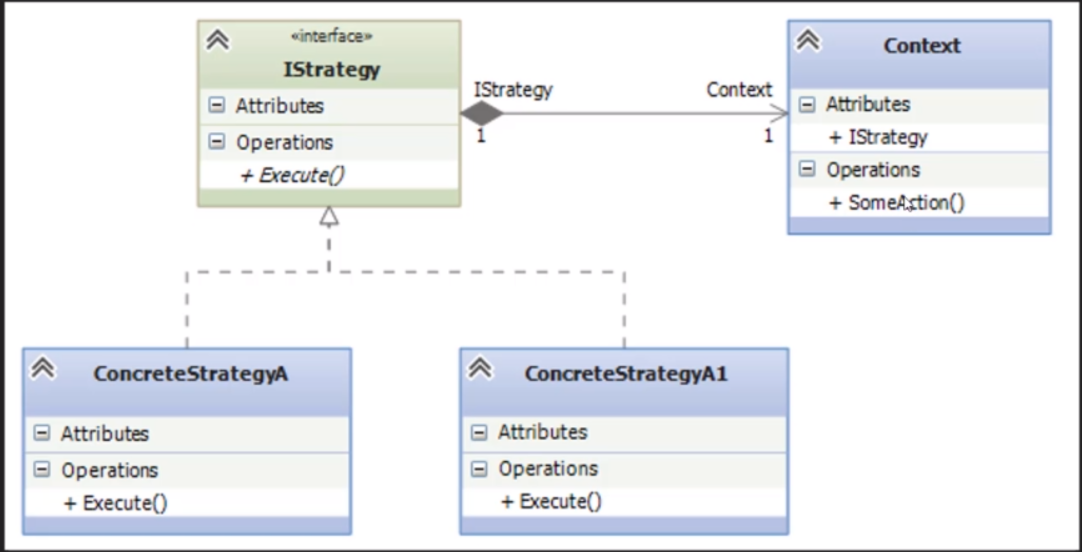 «interface»
IStrategy
Attributes
Operations
+ Execute()
IStrategy
1
Context
1
Context
Attributes
+ IStrategy
Operations
+ SomeAction()
ConcreteStrategyA
Attributes
Operations
+ Execute()
ConcreteStrategyA1
Attributes
Operations
+ Execute()